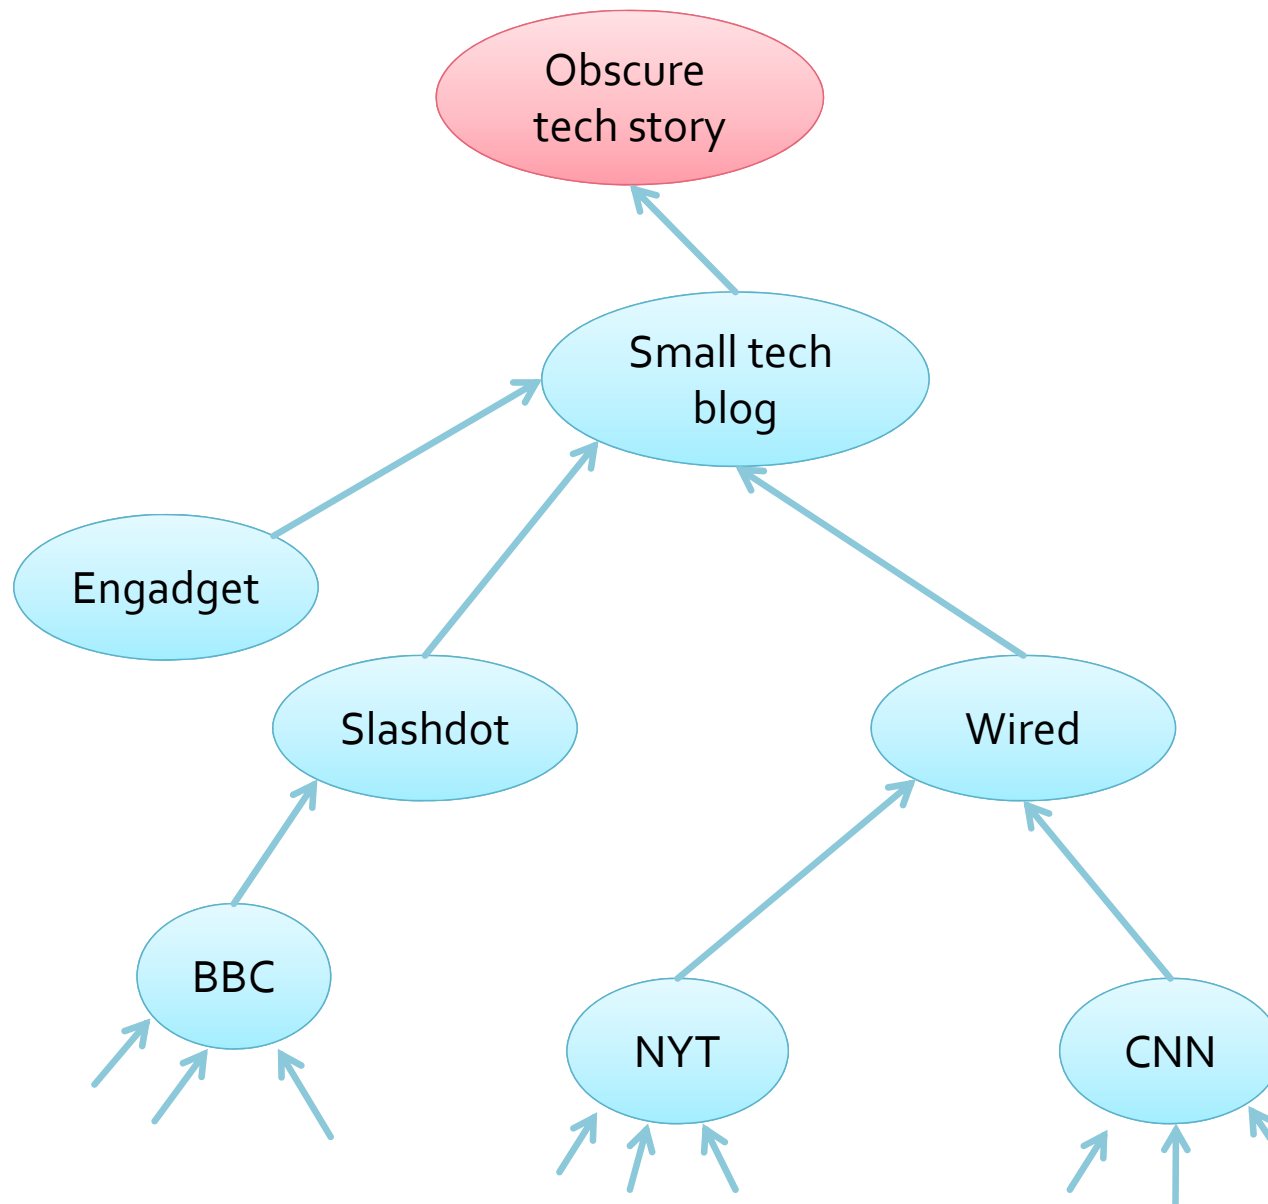 Obscure
tech story
Small tech
blog
Engadget
Slashdot
Wired
BBC
NYT
CNN